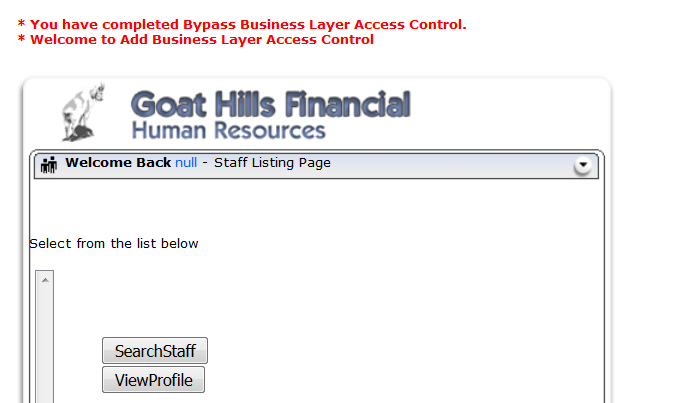 * You have completed Bypass Business Layer Access Control.
* Welcome to Add Business Layer Access Control
Goat Hills Financial
Human Resources
Welcome Back null - Staff Listing Page
Select from the list below
SearchStaff
ViewProfile